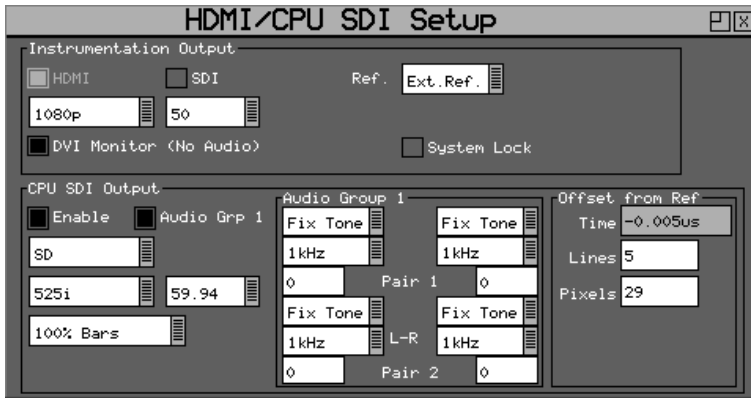 HDMI/CPU SDI Setup
Instrumentation Output
HDMI SDI Ref. Ext.Ref.
1080p 50
DVI Monitor (No Audio) System Lock
CPU SDI Output
Enable Audio Grp 1
SD
525i 59.94
100% Bars
Audio Group 1
Fix Tone Fix Tone
1kHz 1kHz
0 Pair 1 0
Fix Tone Fix Tone
1kHz L-R 1kHz
0 Pair 2 0
Offset from Ref
Time -0.005us
Lines 5
Pixels 29